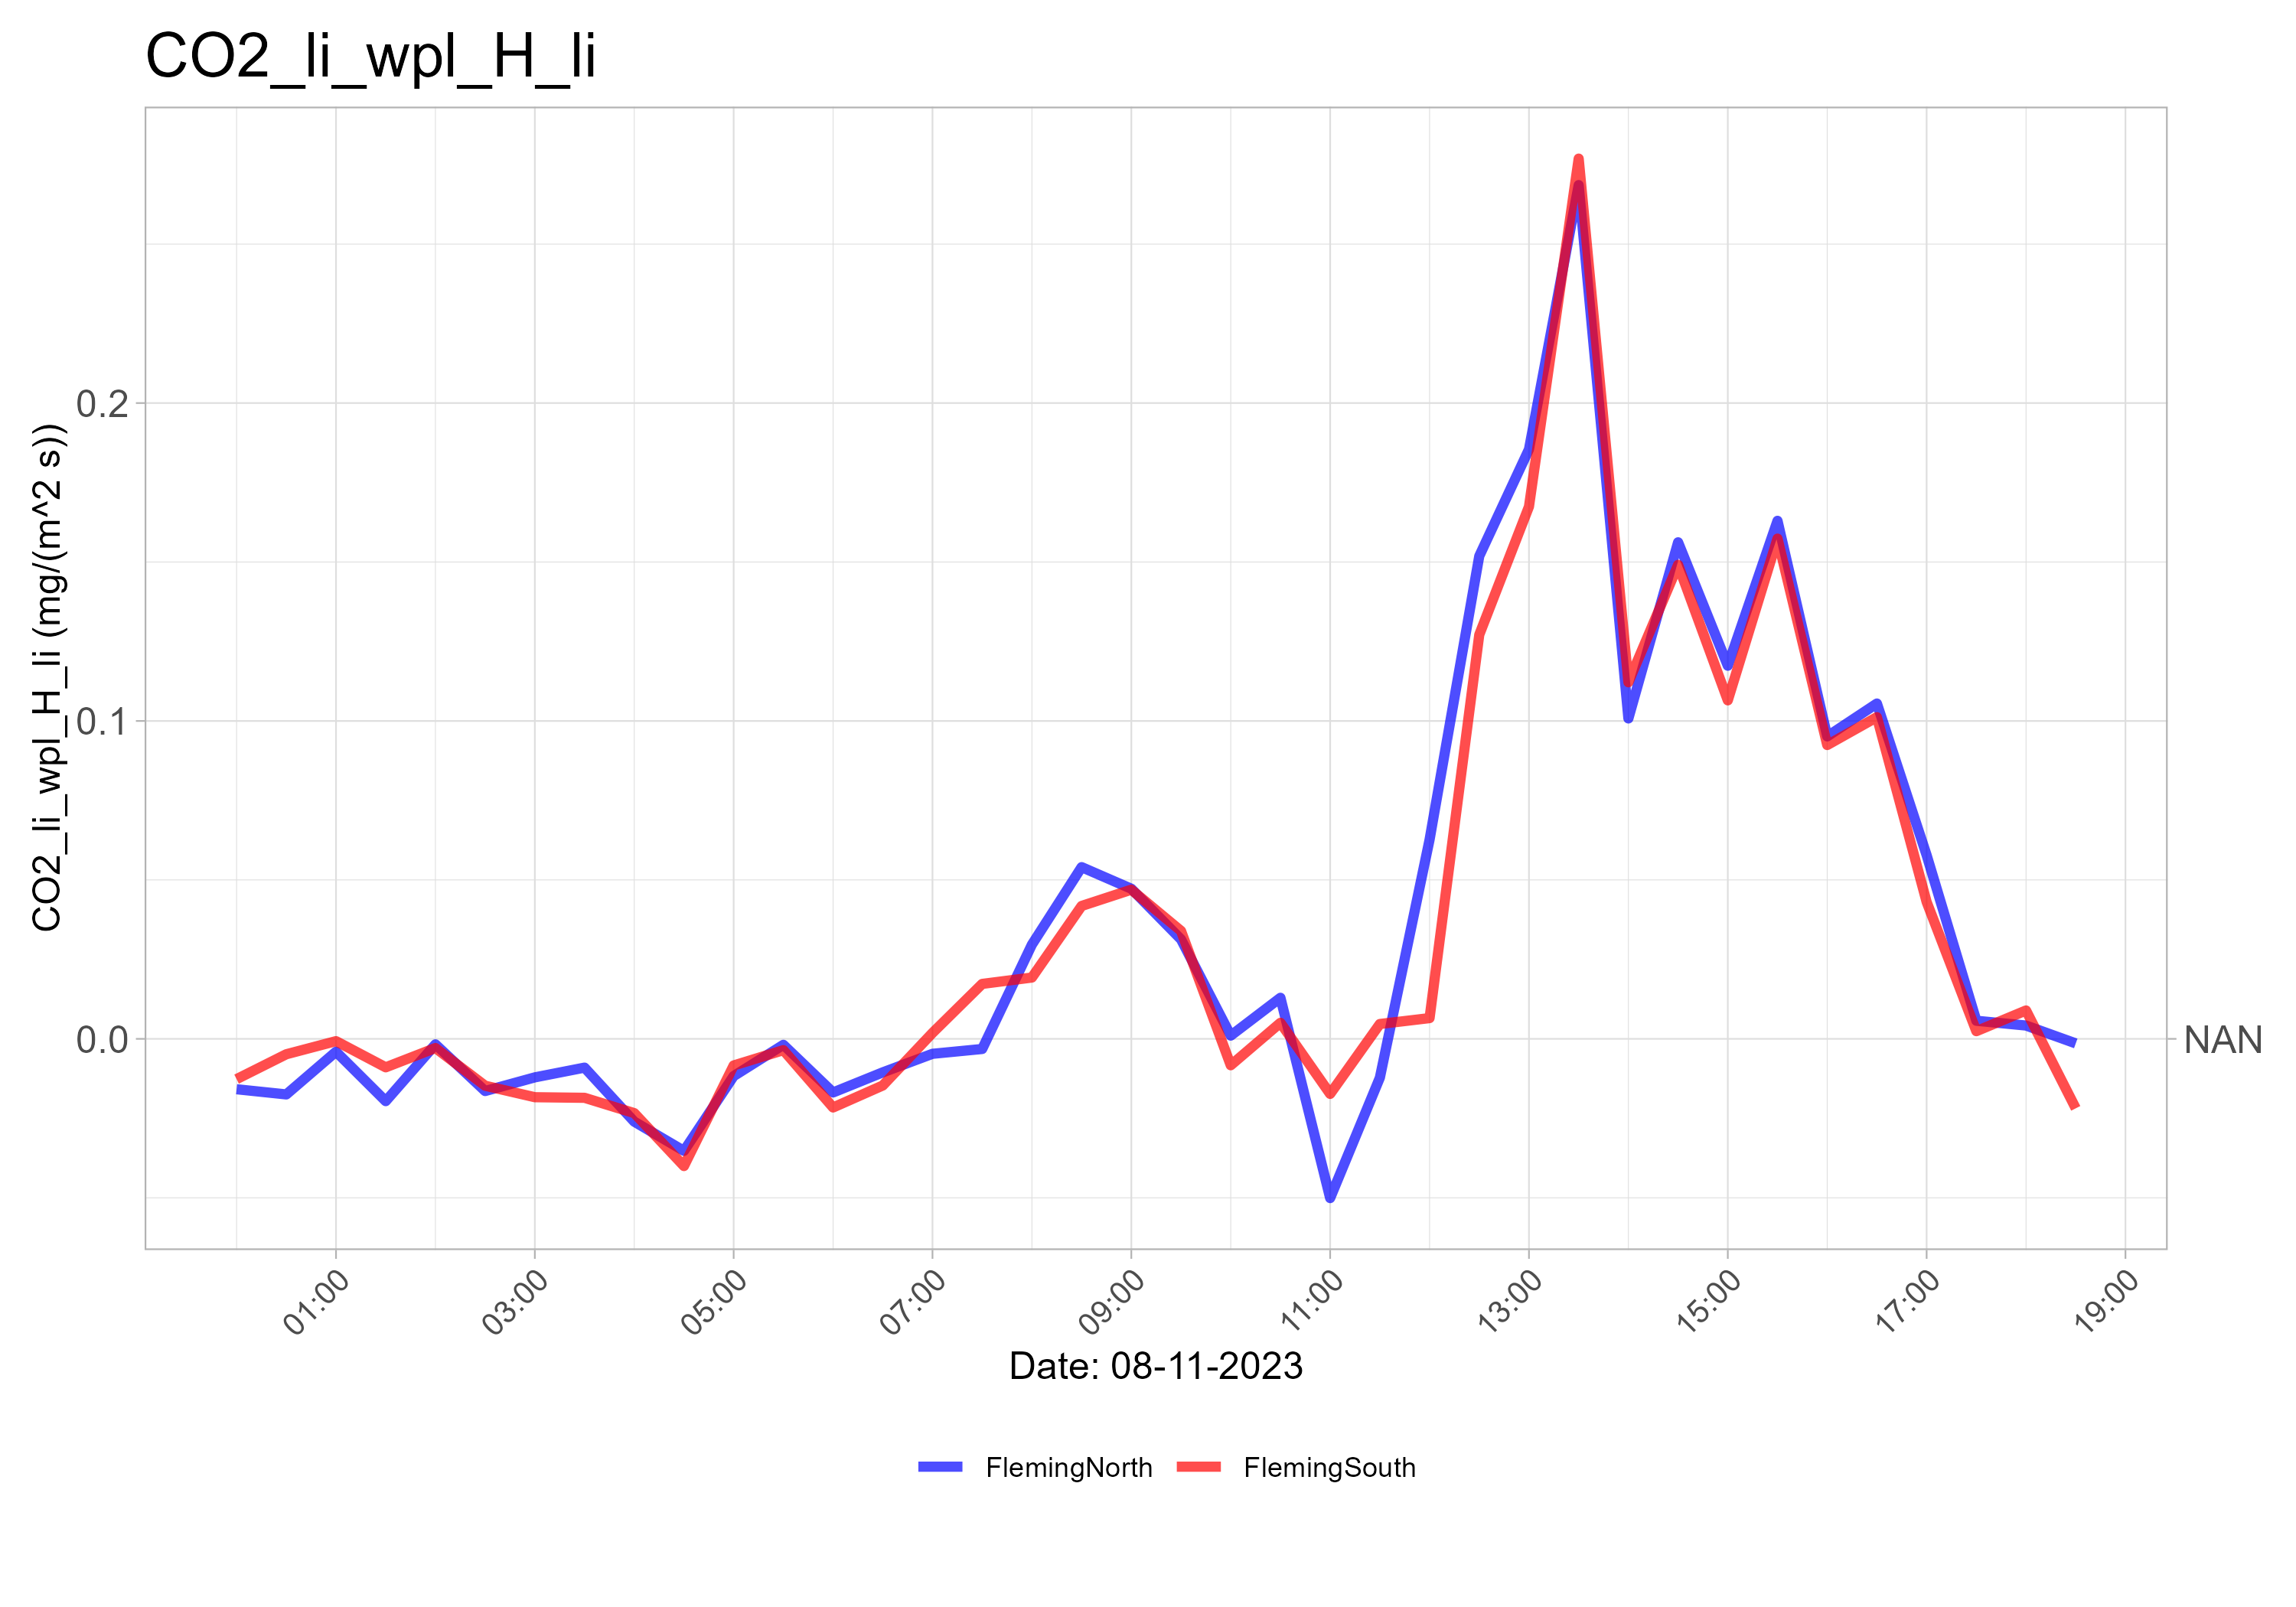 CO2_li_wpl_H_li
CO2_li_wpl_H_li (mg/(m^2 s))
0.2
0.1
0.0
NAN
01:00
03:00
05:00
07:00
09:00
11:00
13:00
15:00
17:00
19:00
Date: 08-11-2023
FlemingNorth
FlemingSouth